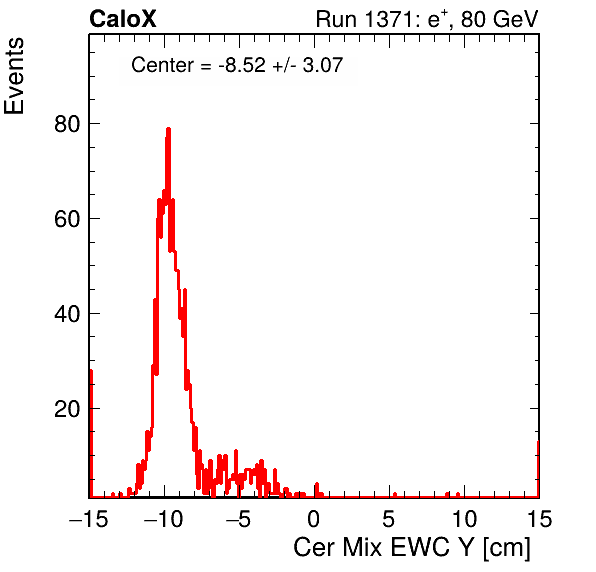 CaloX Run 1371: e⁺, 80 GeV
Events
Center = -8.52 +/- 3.07
80
60
40
20
−15 −10 −5 0 5 10 15
Cer Mix EWC Y [cm]